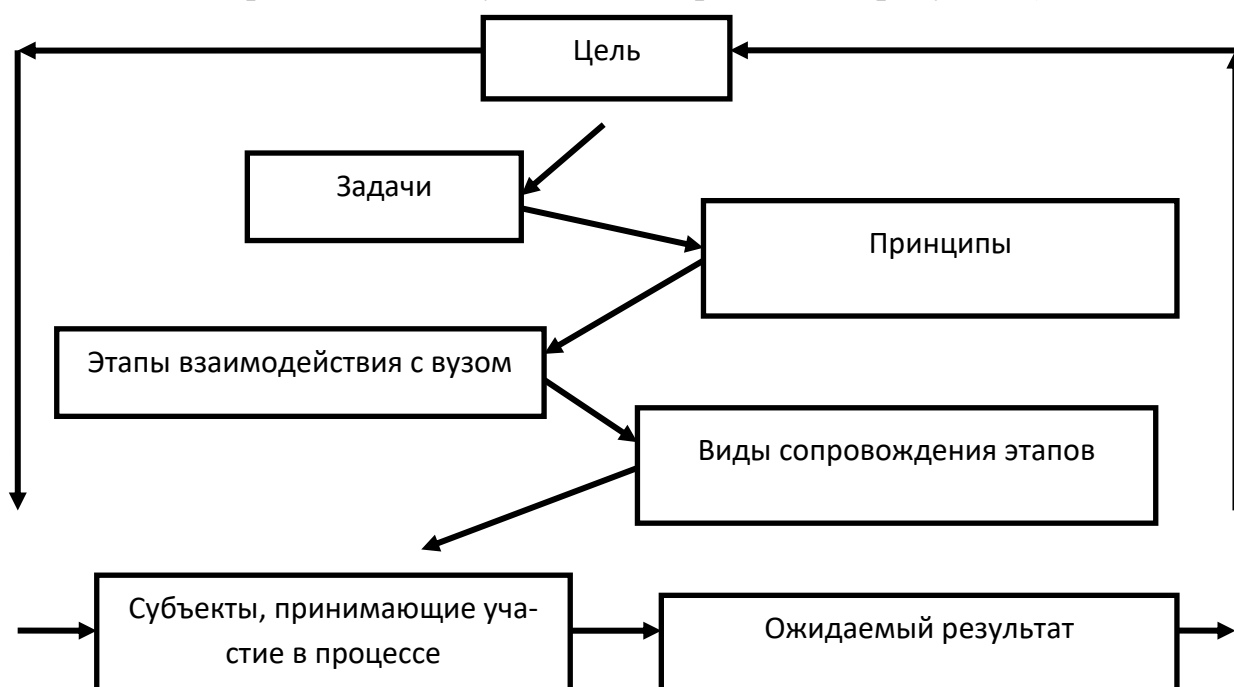 Цель
Задачи
Принципы
Этапы взаимодействия с вузом
Виды сопровождения этапов
Субъекты, принимающие уча-
стие в процессе
Ожидаемый результат